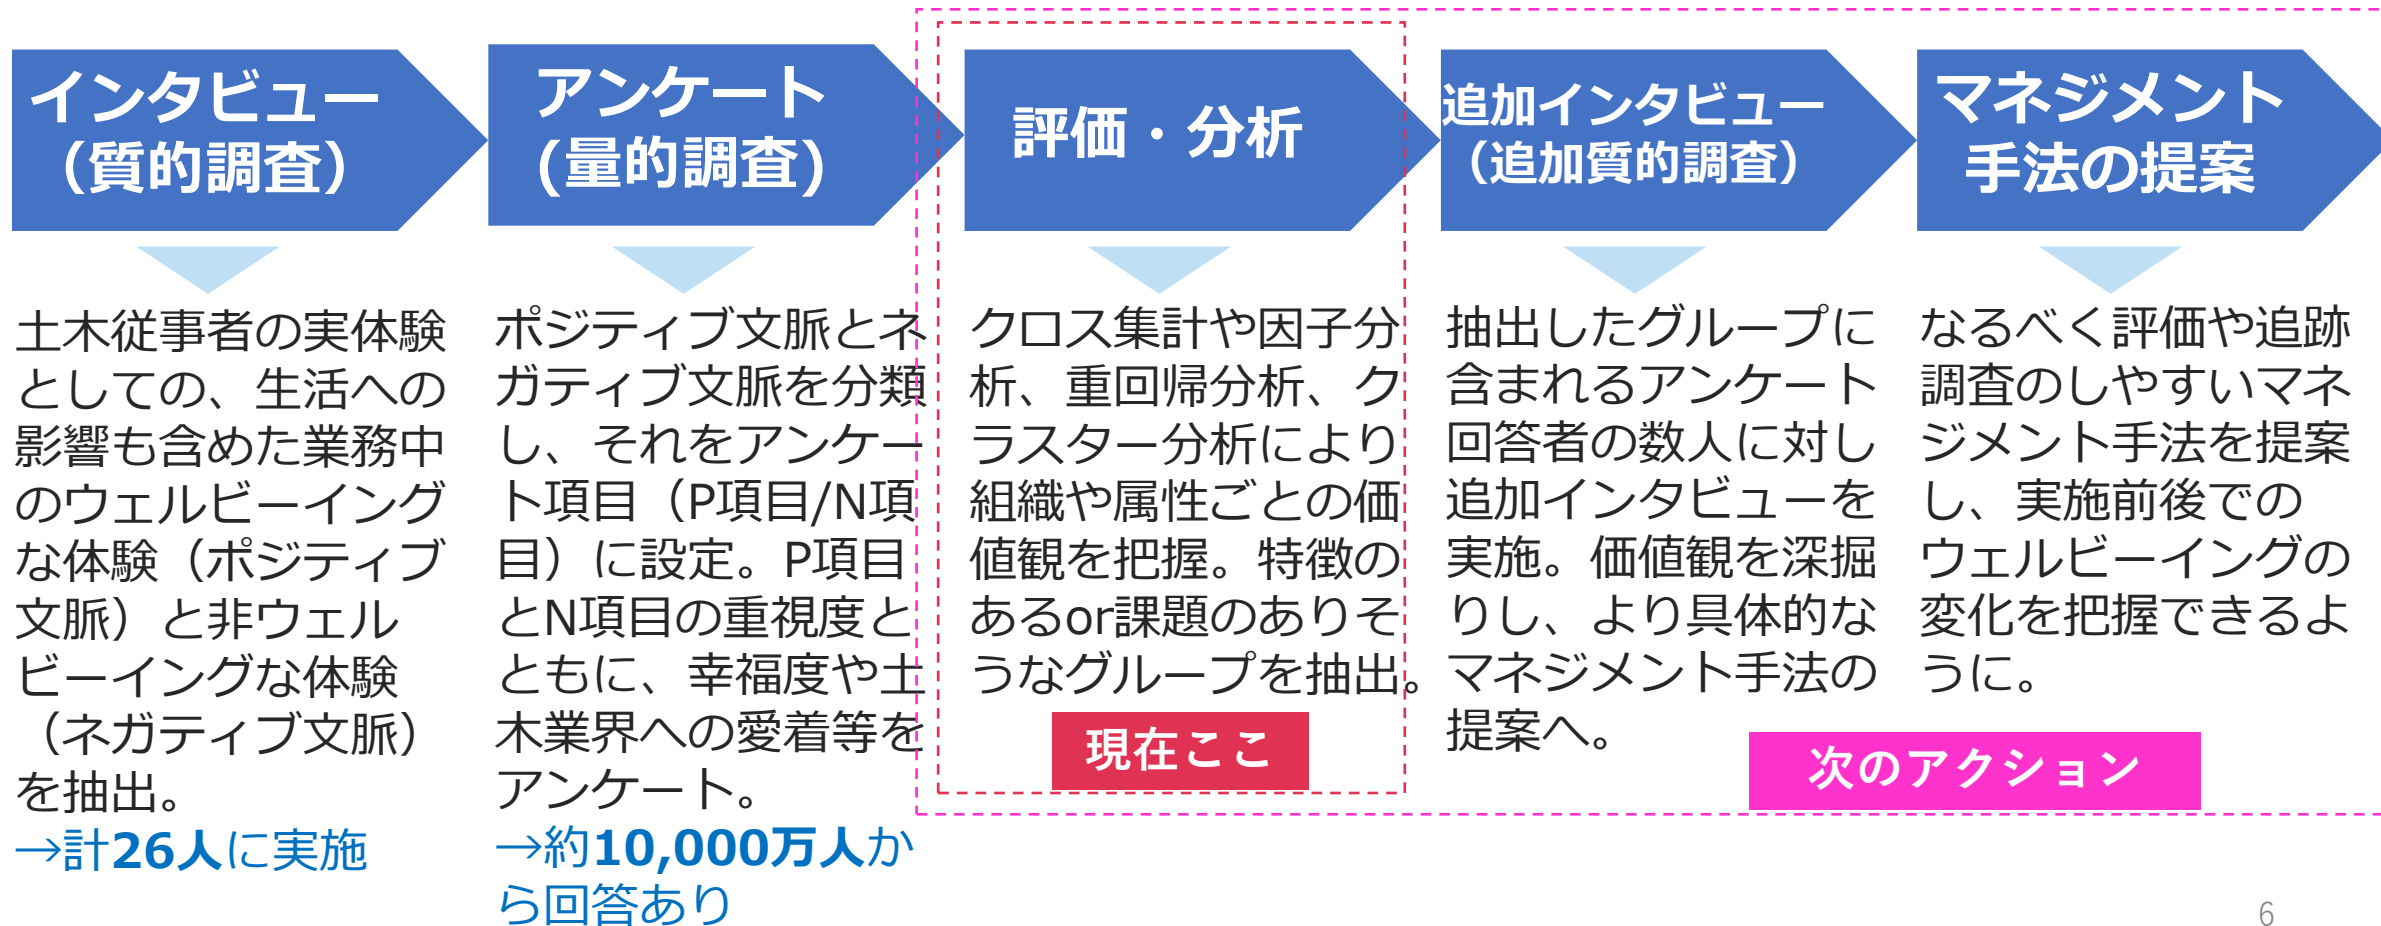 インタビュー
（質的調査）
アンケート
(量的調査)
評価・分析
追加インタビュー
（追加質的調査）
マネジメント
手法の提案
土木従事者の実体験
としての、生活への
影響も含めた業務中
のウェルビーイング
な体験（ポジティブ
文脈）と非ウェル
ビーイングな体験
（ネガティブ文脈）
を抽出。
→計26人に実施
ポジティブ文脈とネ
ガティブ文脈を分類
し、それをアンケー
ト項目（P項目/N項
目）に設定。P項目
とN項目の重視度と
ともに、幸福度や土
木業界への愛着等を
アンケート。
→約10,000万人か
ら回答あり
クロス集計や因子分
析、重回帰分析、ク
ラスター分析により
組織や属性ごとの価
値観を把握。特徴の
あるor課題のありそ
うなグループを抽出。
現在ここ
抽出したグループに
含まれるアンケート
回答者の数人に対し
追加インタビューを
実施。価値観を深掘
りし、より具体的な
マネジメント手法の
提案へ。
なるべく評価や追跡
調査のしやすいマネ
ジメント手法を提案
し、実施前後での
ウェルビーイングの
変化を把握できるよ
うに。
次のアクション
6